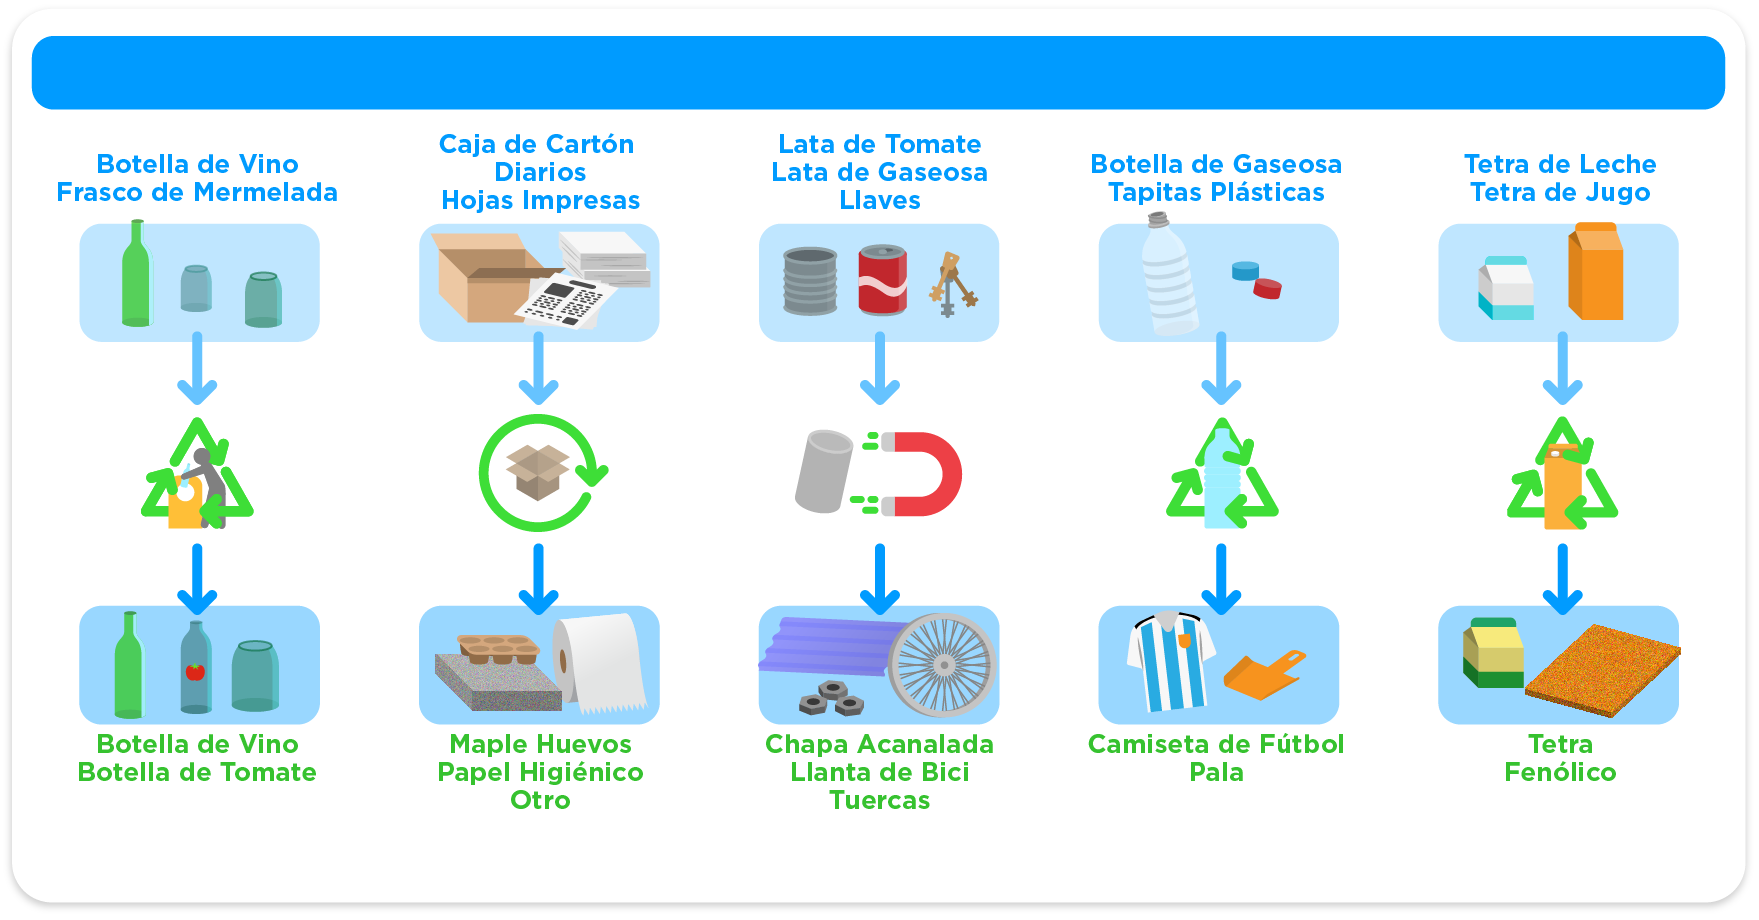 Botella de Vino
Frasco de Mermelada
Caja de Cartón
Diarios
Hojas Impresas
Lata de Tomate
Lata de Gaseosa
Llaves
Botella de Gaseosa
Tapitas Plásticas
Tetra de Leche
Tetra de Jugo
Botella de Vino
Botella de Tomate
Maple Huevos
Papel Higiénico
Otro
Chapa Acanalada
Llanta de Bici
Tuercas
Camiseta de Fútbol
Pala
Tetra
Fenólico